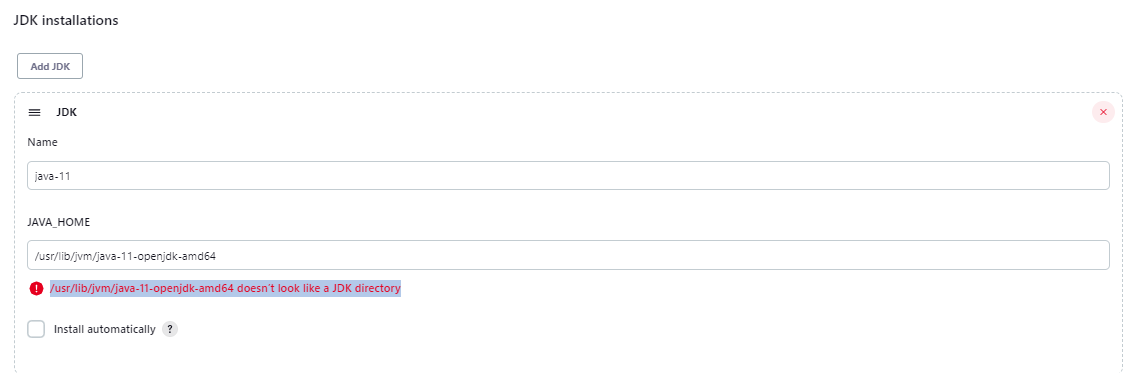 JDK installations
Add JDK
JDK
Name
java-11
JAVA_HOME
/usr/lib/jvm/java-11-openjdk-amd64
/usr/lib/jvm/java-11-openjdk-amd64 doesn't look like a JDK directory
Install automatically ?